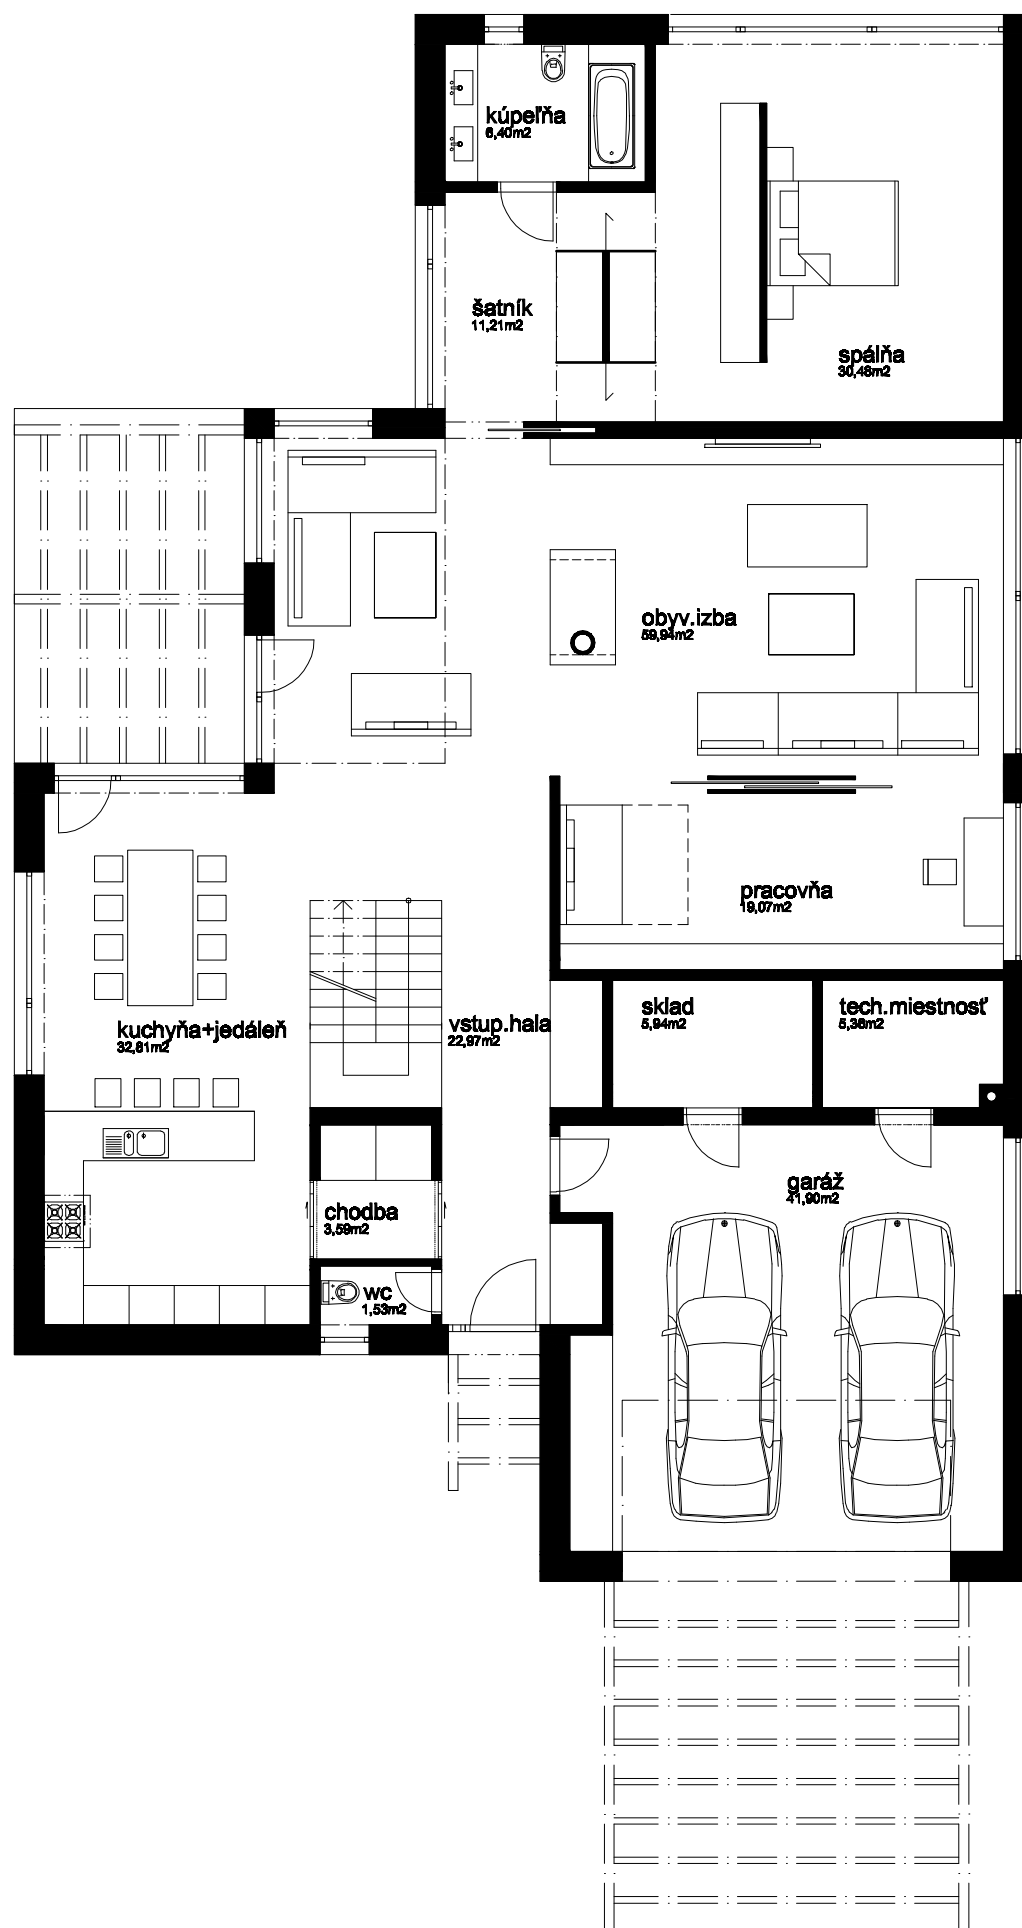 kúpeľňa
6,40m2
šatník
11,21m2
spálňa
30,48m2
obyv.izba
59,94m2
pracovňa
19,07m2
kuchyňa+jedáleň
32,81m2
vstup.hala
22,97m2
sklad
5,94m2
tech.miestnosť
5,36m2
garáž
41,90m2
chodba
3,59m2
wc
1,53m2